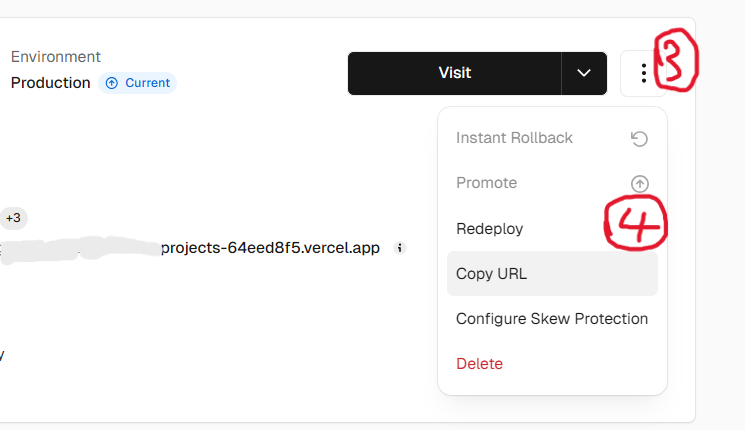 Environment
Production Current
Visit
3
Instant Rollback
Promote
+3
4
Redeploy
projects-64eed8f5.vercel.app
Copy URL
Configure Skew Protection
y
Delete